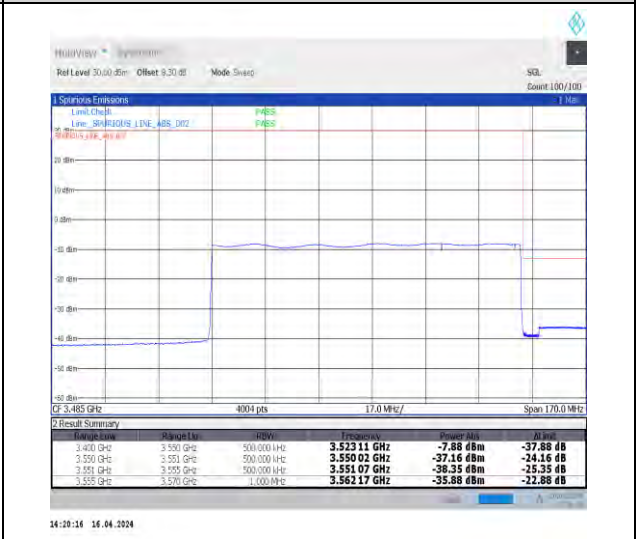 MultiView
Ref Level 30.00 dBm Offset 9.30 dB Mode Sweep SGL
Count 100/100
1 Spurious Emissions 1 Max
Limit Check PASS
Line _SPURIOUS_LINE_ABS_002 PASS
20 dBm
10 dBm
0 dBm
-10 dBm
-20 dBm
-30 dBm
-40 dBm
-50 dBm
-60 dBm
CF 3.485 GHz 4004 pts 17.0 MHz/ Span 170.0 MHz
2 Result Summary
Range Low Range Up RBW Frequency Power Abs ΔLimit
3.400 GHz 3.550 GHz 500.000 kHz 3.523 11 GHz -7.88 dBm -37.88 dB
3.550 GHz 3.551 GHz 500.000 kHz 3.550 02 GHz -37.16 dBm -24.16 dB
3.551 GHz 3.555 GHz 500.000 kHz 3.551 07 GHz -38.35 dBm -25.35 dB
3.555 GHz 3.570 GHz 1.000 MHz 3.562 17 GHz -35.88 dBm -22.88 dB
14:20:16 16.04.2024